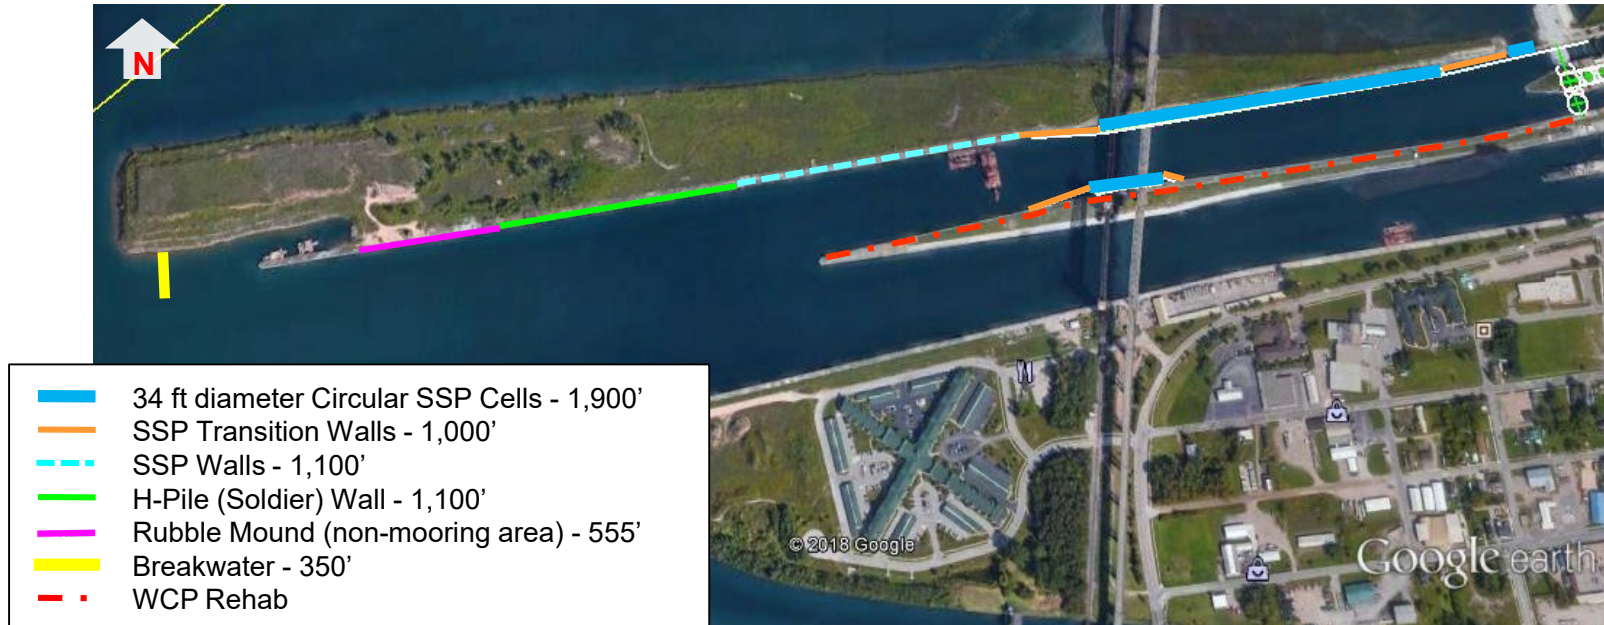 N
34 ft diameter Circular SSP Cells - 1,900’
SSP Transition Walls - 1,000’
SSP Walls - 1,100’
H-Pile (Soldier) Wall - 1,100’
Rubble Mound (non-mooring area) - 555’
Breakwater - 350’
WCP Rehab
© 2018 Google
Google earth